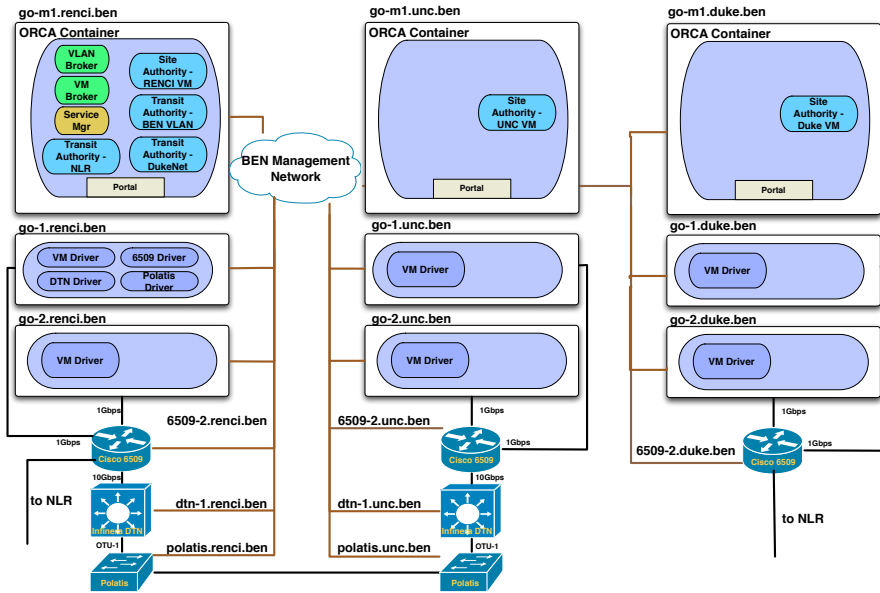 go-m1.renci.ben
ORCA Container
VLAN
Broker
VM
Broker
Service
Mgr
Transit
Authority -
NLR
Site
Authority -
RENCI VM
Transit
Authority -
BEN VLAN
Transit
Authority -
DukeNet
Portal
BEN Management
Network
go-m1.unc.ben
ORCA Container
Site
Authority -
UNC VM
Portal
go-m1.duke.ben
ORCA Container
Site
Authority -
Duke VM
Portal
go-1.renci.ben
VM Driver
6509 Driver
DTN Driver
Polatis
Driver
go-1.unc.ben
VM Driver
go-1.duke.ben
VM Driver
go-2.renci.ben
VM Driver
go-2.unc.ben
VM Driver
go-2.duke.ben
VM Driver
1Gbps
1Gbps
6509-2.renci.ben
Cisco 6509
10Gbps
to NLR
dtn-1.renci.ben
Infinera DTN
OTU-1
polatis.renci.ben
Polatis
1Gbps
1Gbps
6509-2.unc.ben
Cisco 6509
10Gbps
dtn-1.unc.ben
Infinera DTN
OTU-1
polatis.unc.ben
Polatis
1Gbps
1Gbps
6509-2.duke.ben
Cisco 6509
to NLR